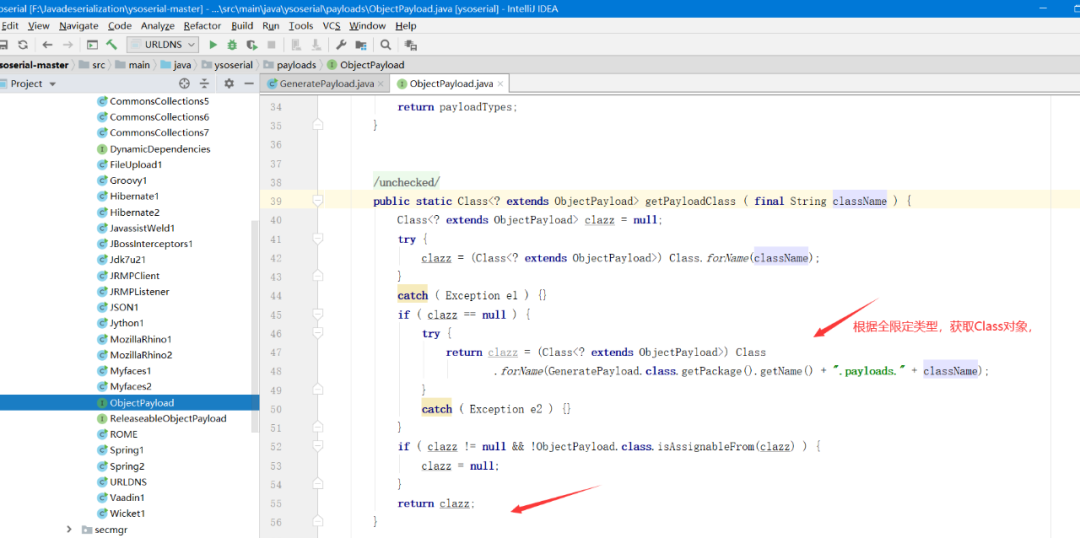 oserial [F:\Javadeserialization\ysoserial-master] - ...\src\main\java\ysoserial\payloads\ObjectPayload.java [ysoserial] - IntelliJ IDEA
Edit View Navigate Code Analyze Refactor Build Run Tools VCS Window Help
URLDNS
soserial-master src main java ysoserial payloads ObjectPayload
Project
GeneratePayload.java ObjectPayload.java
CommonsCollections5
CommonsCollections6
CommonsCollections7
DynamicDependencies
FileUpload1
Groovy1
Hibernate1
Hibernate2
JavassistWeld1
JBossInterceptors1
Jdk7u21
JRMPClient
JRMPListener
JSON1
Jython1
MozillaRhino1
MozillaRhino2
Myfaces1
Myfaces2
ObjectPayload
ReleaseableObjectPayload
ROME
Spring1
Spring2
URLDNS
Vaadin1
Wicket1
secmgr
34 return payloadTypes;
35 }
36
37
38 /unchecked/
39 public static Class<? extends ObjectPayload> getPayloadClass ( final String className ) {
40 Class<? extends ObjectPayload> clazz = null;
41 try {
42 clazz = (Class<? extends ObjectPayload>) Class.forName(className);
43 }
44 catch ( Exception e1 ) {}
45 if ( clazz == null ) {
46 try {
47 return clazz = (Class<? extends ObjectPayload>) Class
48 .forName(GeneratePayload.class.getPackage().getName() + ".payloads." + className);
49 }
50 catch ( Exception e2 ) {}
51 }
52 if ( clazz != null && !ObjectPayload.class.isAssignableFrom(clazz) ) {
53 clazz = null;
54 }
55 return clazz;
56 }
根据全限定类型，获取Class对象，